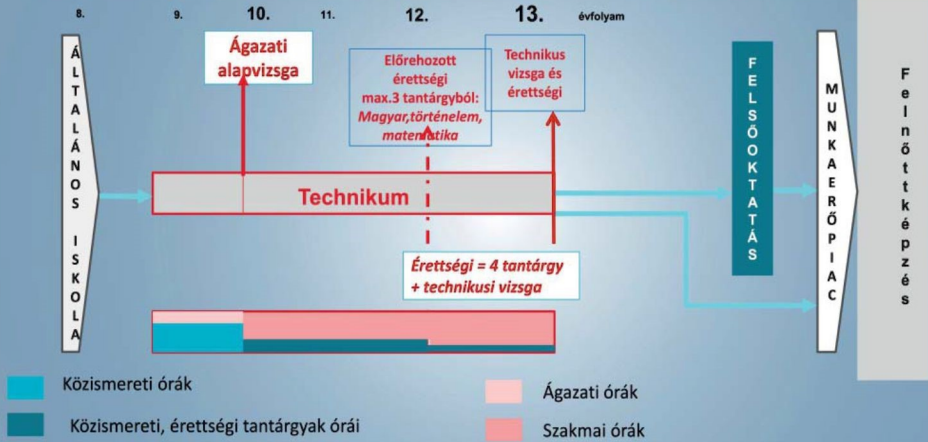 8.
9.
10.
11.
12.
13.
évfolyam
ÁLTALÁNOS ISKOLA
Ágazati
alapvizsga
Előrehozott
érettségi
max.3 tantárgyból:
Magyar,történelem,
matematika
Technikus
vizsga és
érettségi
Technikum
Érettségi = 4 tantárgy
+ technikusi vizsga
FELSŐOKTATÁS
MUNKAERŐPIAC
Felnőttképzés
Közismereti órák
Közismereti, érettségi tantárgyak órái
Ágazati órák
Szakmai órák